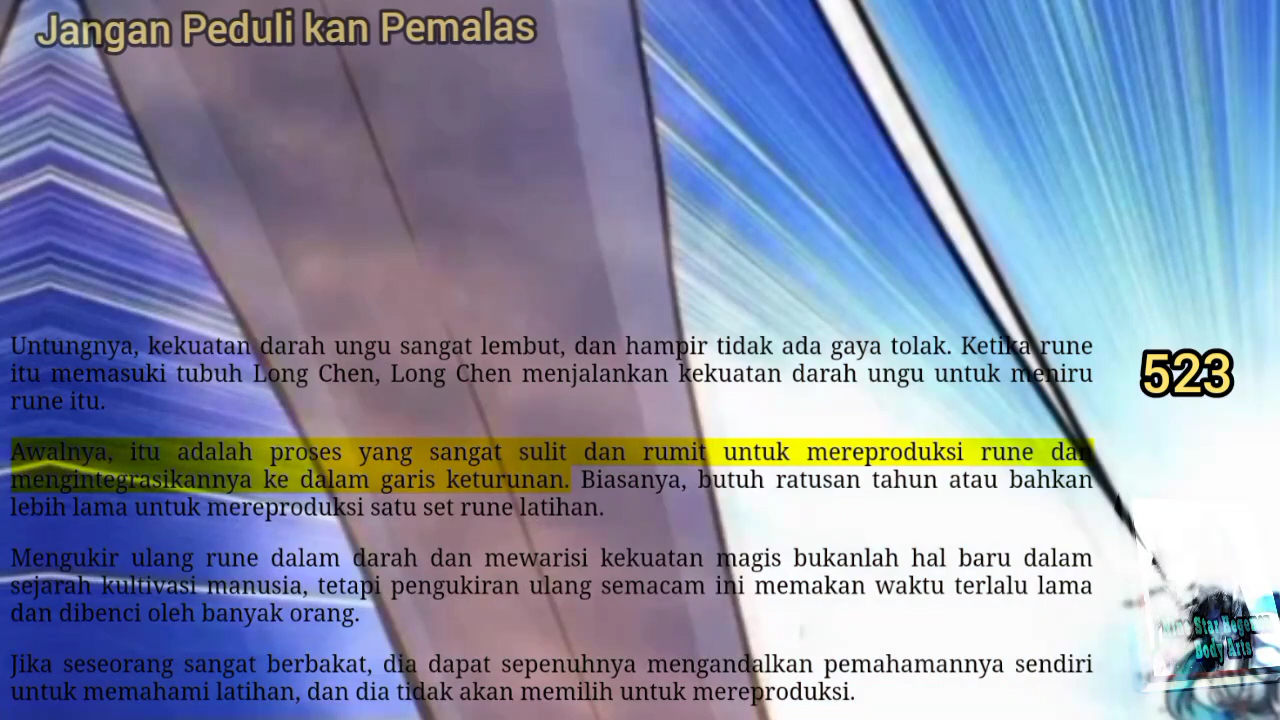 Jangan Peduli kan Pemalas
Untungnya, kekuatan darah ungu sangat lembut, dan hampir tidak ada gaya tolak. Ketika rune
itu memasuki tubuh Long Chen, Long Chen menjalankan kekuatan darah ungu untuk meniru
rune itu.
523
Awalnya, itu adalah proses yang sangat sulit dan rumit untuk mereproduksi rune dan
mengintegrasikannya ke dalam garis keturunan. Biasanya, butuh ratusan tahun atau bahkan
lebih lama untuk mereproduksi satu set rune latihan.
Mengukir ulang rune dalam darah dan mewarisi kekuatan magis bukanlah hal baru dalam
sejarah kultivasi manusia, tetapi pengukiran ulang semacam ini memakan waktu terlalu lama
dan dibenci oleh banyak orang.
Jika seseorang sangat berbakat, dia dapat sepenuhnya mengandalkan pemahamannya sendiri
untuk memahami latihan, dan dia tidak akan memilih untuk mereproduksi.
Star
Body Arts